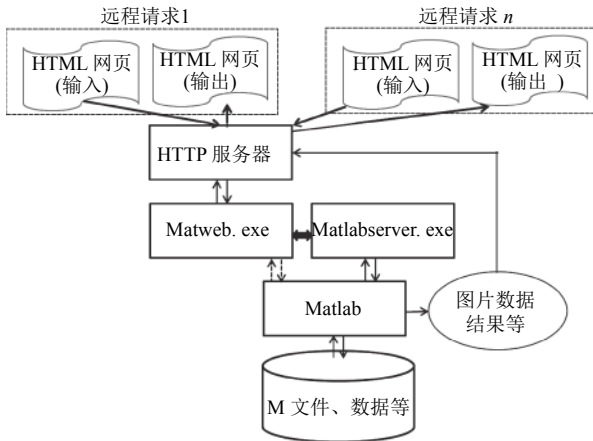 远程请求1
远程请求 n
HTML 网页
(输入)
HTML 网页
(输出)
HTML 网页
(输入)
HTML 网页
(输出 )
HTTP 服务器
Matweb. exe
Matlabserver. exe
Matlab
图片数据
结果等
M 文件、数据等